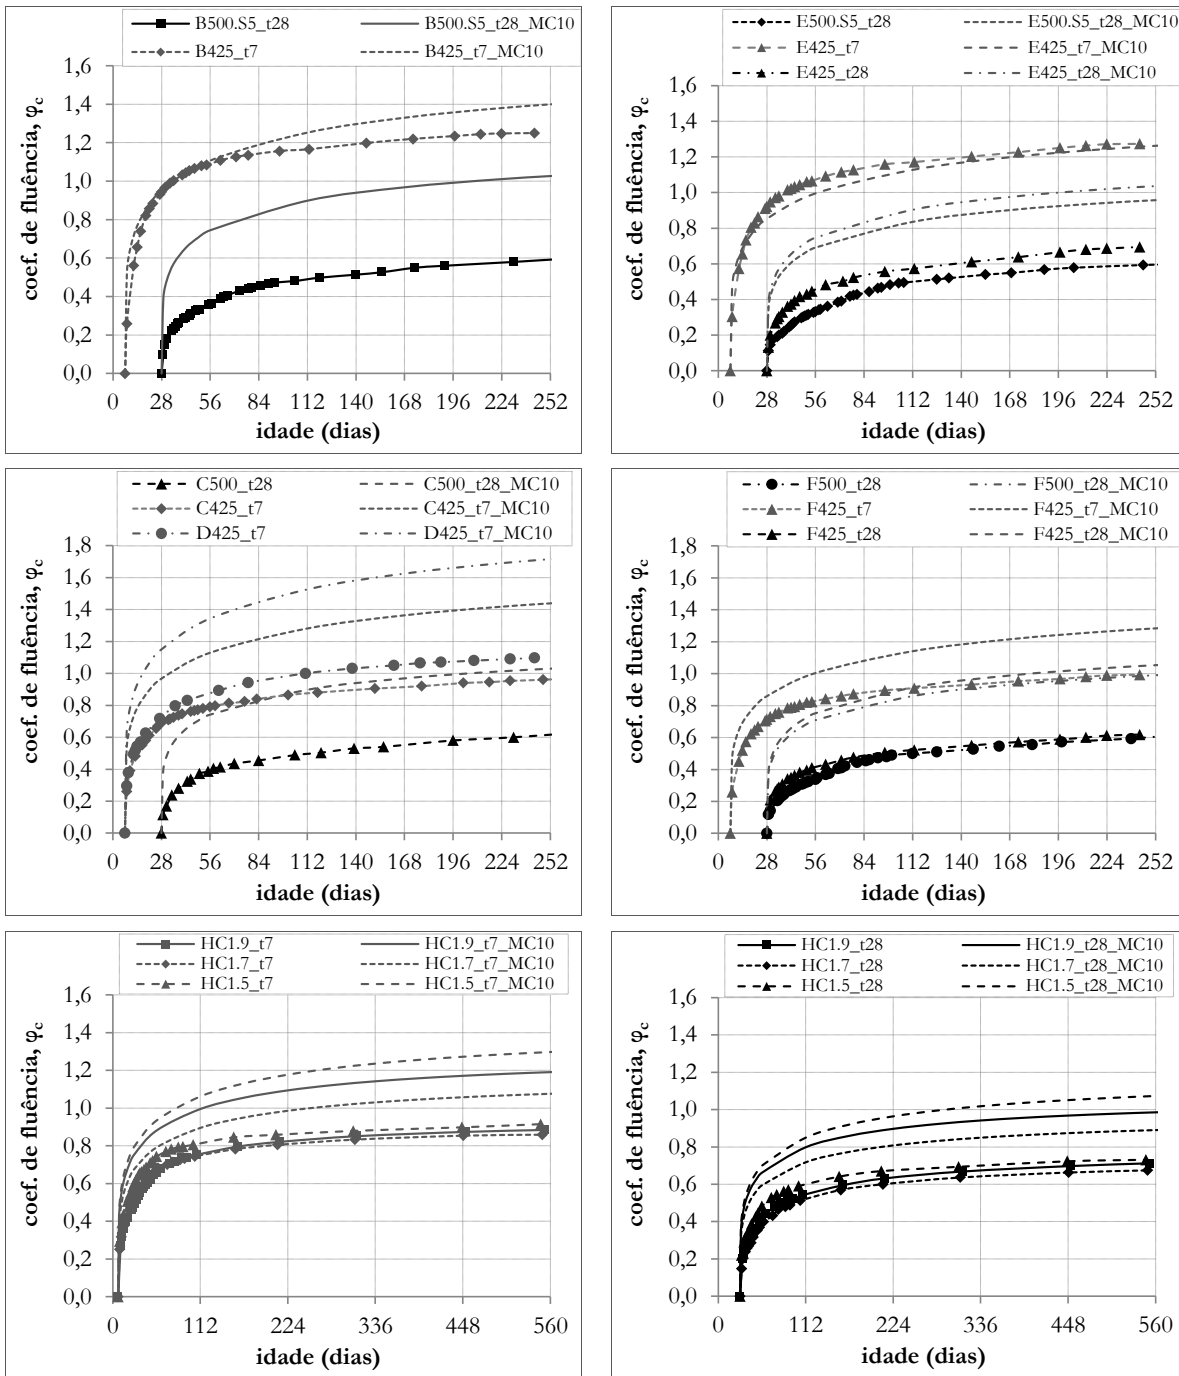 B500.S5_t28 B500.S5_t28_MC10
B425_t7 B425_t7_MC10
1,6
1,4
1,2
1,0
0,8
0,6
0,4
0,2
0,0
coef. de fluência, φc
0 28 56 84 112 140 168 196 224 252
idade (dias)
E500.S5_t28 E500.S5_t28_MC10
E425_t7 E425_t7_MC10
E425_t28 E425_t28_MC10
1,6
1,4
1,2
1,0
0,8
0,6
0,4
0,2
0,0
coef. de fluência, φc
0 28 56 84 112 140 168 196 224 252
idade (dias)
C500_t28 C500_t28_MC10
C425_t7 C425_t7_MC10
D425_t7 D425_t7_MC10
1,8
1,6
1,4
1,2
1,0
0,8
0,6
0,4
0,2
0,0
coef. de fluência, φc
0 28 56 84 112 140 168 196 224 252
idade (dias)
F500_t28 F500_t28_MC10
F425_t7 F425_t7_MC10
F425_t28 F425_t28_MC10
1,8
1,6
1,4
1,2
1,0
0,8
0,6
0,4
0,2
0,0
coef. de fluência, φc
0 28 56 84 112 140 168 196 224 252
idade (dias)
HC1.9_t7 HC1.9_t7_MC10
HC1.7_t7 HC1.7_t7_MC10
HC1.5_t7 HC1.5_t7_MC10
1,6
1,4
1,2
1,0
0,8
0,6
0,4
0,2
0,0
coef. de fluência, φc
0 112 224 336 448 560
idade (dias)
HC1.9_t28 HC1.9_t28_MC10
HC1.7_t28 HC1.7_t28_MC10
HC1.5_t28 HC1.5_t28_MC10
1,6
1,4
1,2
1,0
0,8
0,6
0,4
0,2
0,0
coef. de fluência, φc
0 112 224 336 448 560
idade (dias)